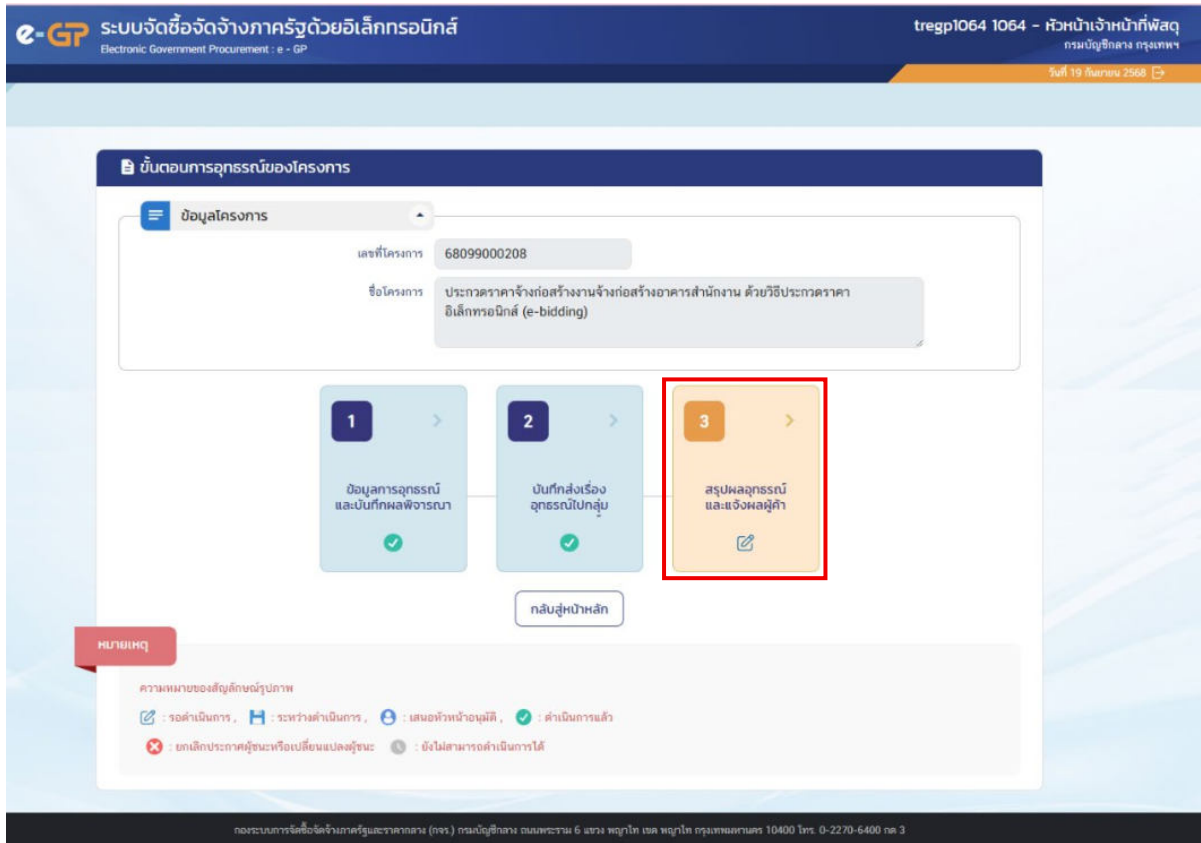 e-GP ระบบจัดซื้อจัดจ้างภาครัฐด้วยอิเล็กทรอนิกส์
Electronic Government Procurement : e - GP
tregp1064 1064 - หัวหน้าเจ้าหน้าที่พัสดุ
กรมบัญชีกลาง กรุงเทพฯ
วันที่ 19 กันยายน 2568
ขั้นตอนการอุทธรณ์ของโครงการ
ข้อมูลโครงการ
เลขที่โครงการ 68099000208
ชื่อโครงการ ประกวดราคาจ้างก่อสร้างงานจ้างก่อสร้างอาคารสำนักงาน ด้วยวิธีประกวดราคา
อิเล็กทรอนิกส์ (e-bidding)
1
ข้อมูลการอุทธรณ์
และบันทึกผลพิจารณา
2
บันทึกส่งเรื่อง
อุทธรณ์ไปกลุ่ม
3
สรุปผลอุทธรณ์
และแจ้งผลผู้ค้า
กลับสู่หน้าหลัก
หมายเหตุ
ความหมายของสัญลักษณ์รูปภาพ
: รอดำเนินการ , : ระหว่างดำเนินการ , : เสนอหัวหน้าอนุมัติ , : ดำเนินการแล้ว
: ยกเลิกประกาศผู้ชนะหรือเปลี่ยนแปลงผู้ชนะ : ยังไม่สามารถดำเนินการได้
กองระบบการจัดซื้อจัดจ้างภาครัฐและราคากลาง (กจร.) กรมบัญชีกลาง ถนนพระราม 6 แขวง พญาไท เขต พญาไท กรุงเทพมหานคร 10400 โทร. 0-2270-6400 กด 3